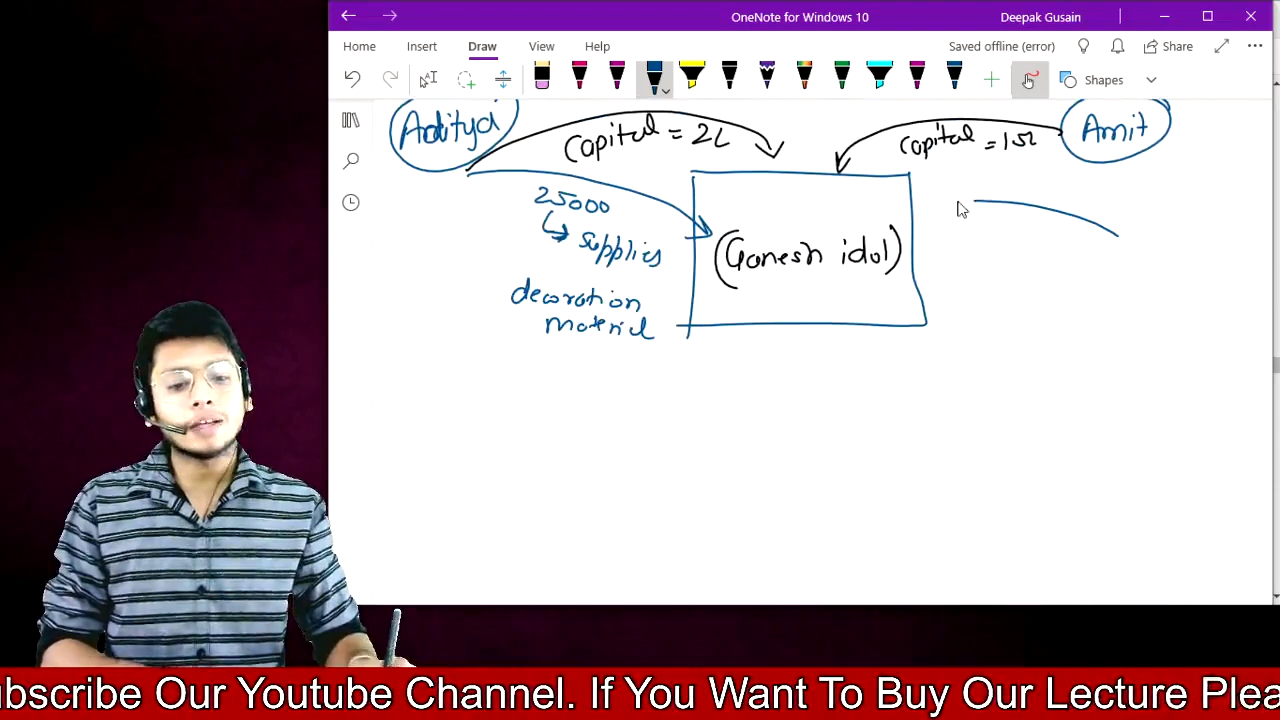 OneNote for Windows 10
Deepak Gusain
Home Insert Draw View Help
Saved offline (error)
Share
Shapes
Aditya
Capital = 2L
Capital = 1.5L
Amit
25000
supplies
(Ganesh idol)
decoration
material
ubscribe Our Youtube Channel. If You Want To Buy Our Lecture Plea